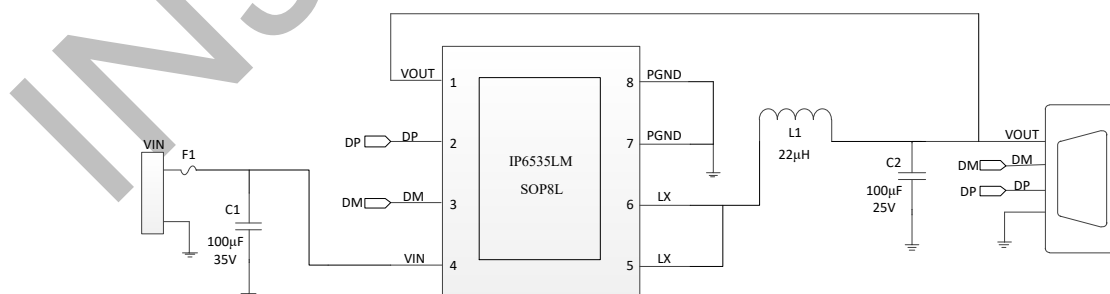 INS
VOUT
1
8
PGND
VIN
F1
DP
DP
2
7
PGND
L1
22μH
VOUT
IP6535LM
SOP8L
C2
100μF
25V
DM
DM
DP
DP
C1
100μF
35V
DM
DM
3
6
LX
VIN
4
5
LX